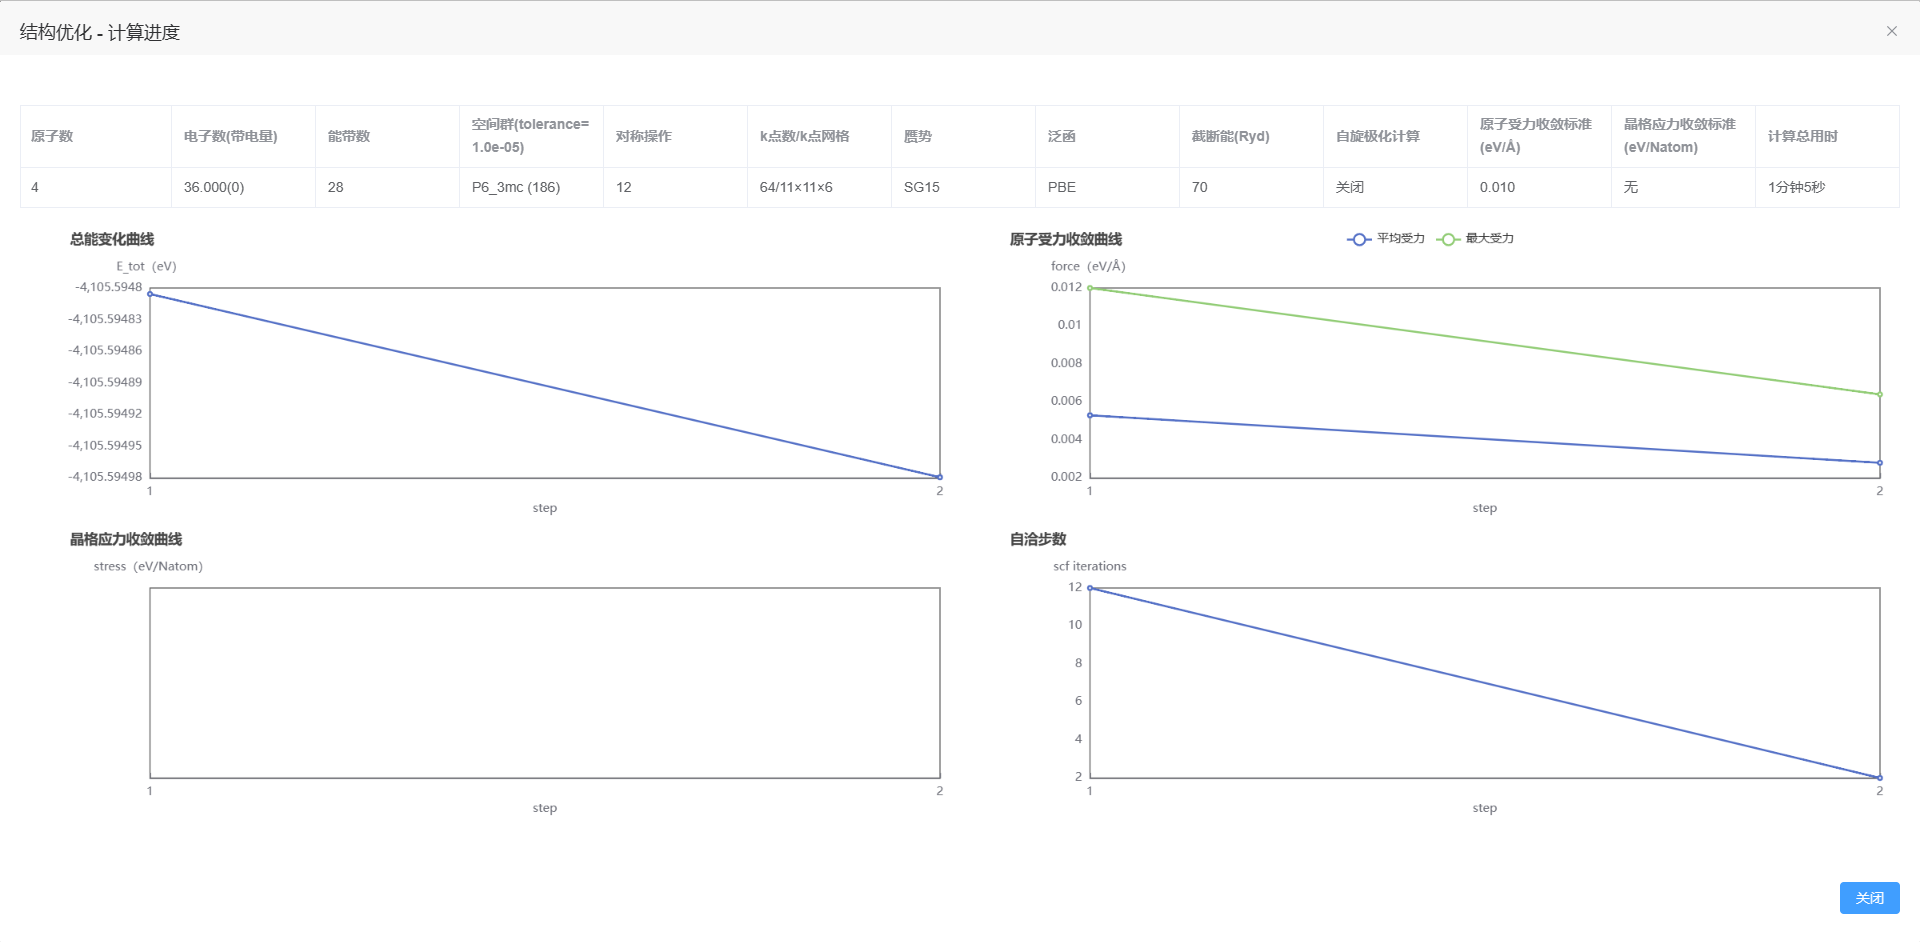 结构优化 - 计算进度
原子数 电子数(带电量) 能带数 空间群(tolerance=1.0e-05) 对称操作 k点数/k点网格 赝势 泛函 截断能(Ryd) 自旋极化计算 原子受力收敛标准(eV/Å) 晶格应力收敛标准(eV/Natom) 计算总用时
4 36.000(0) 28 P6_3mc (186) 12 64/11×11×6 SG15 PBE 70 关闭 0.010 无 1分钟5秒
总能变化曲线
E_tot（eV）
-4,105.5948
-4,105.59483
-4,105.59486
-4,105.59489
-4,105.59492
-4,105.59495
-4,105.59498
1 2
step
原子受力收敛曲线
平均受力 最大受力
force（eV/Å）
0.012
0.01
0.008
0.006
0.004
0.002
1 2
step
晶格应力收敛曲线
stress（eV/Natom）
1 2
step
自洽步数
scf iterations
12
10
8
6
4
2
1 2
step
关闭